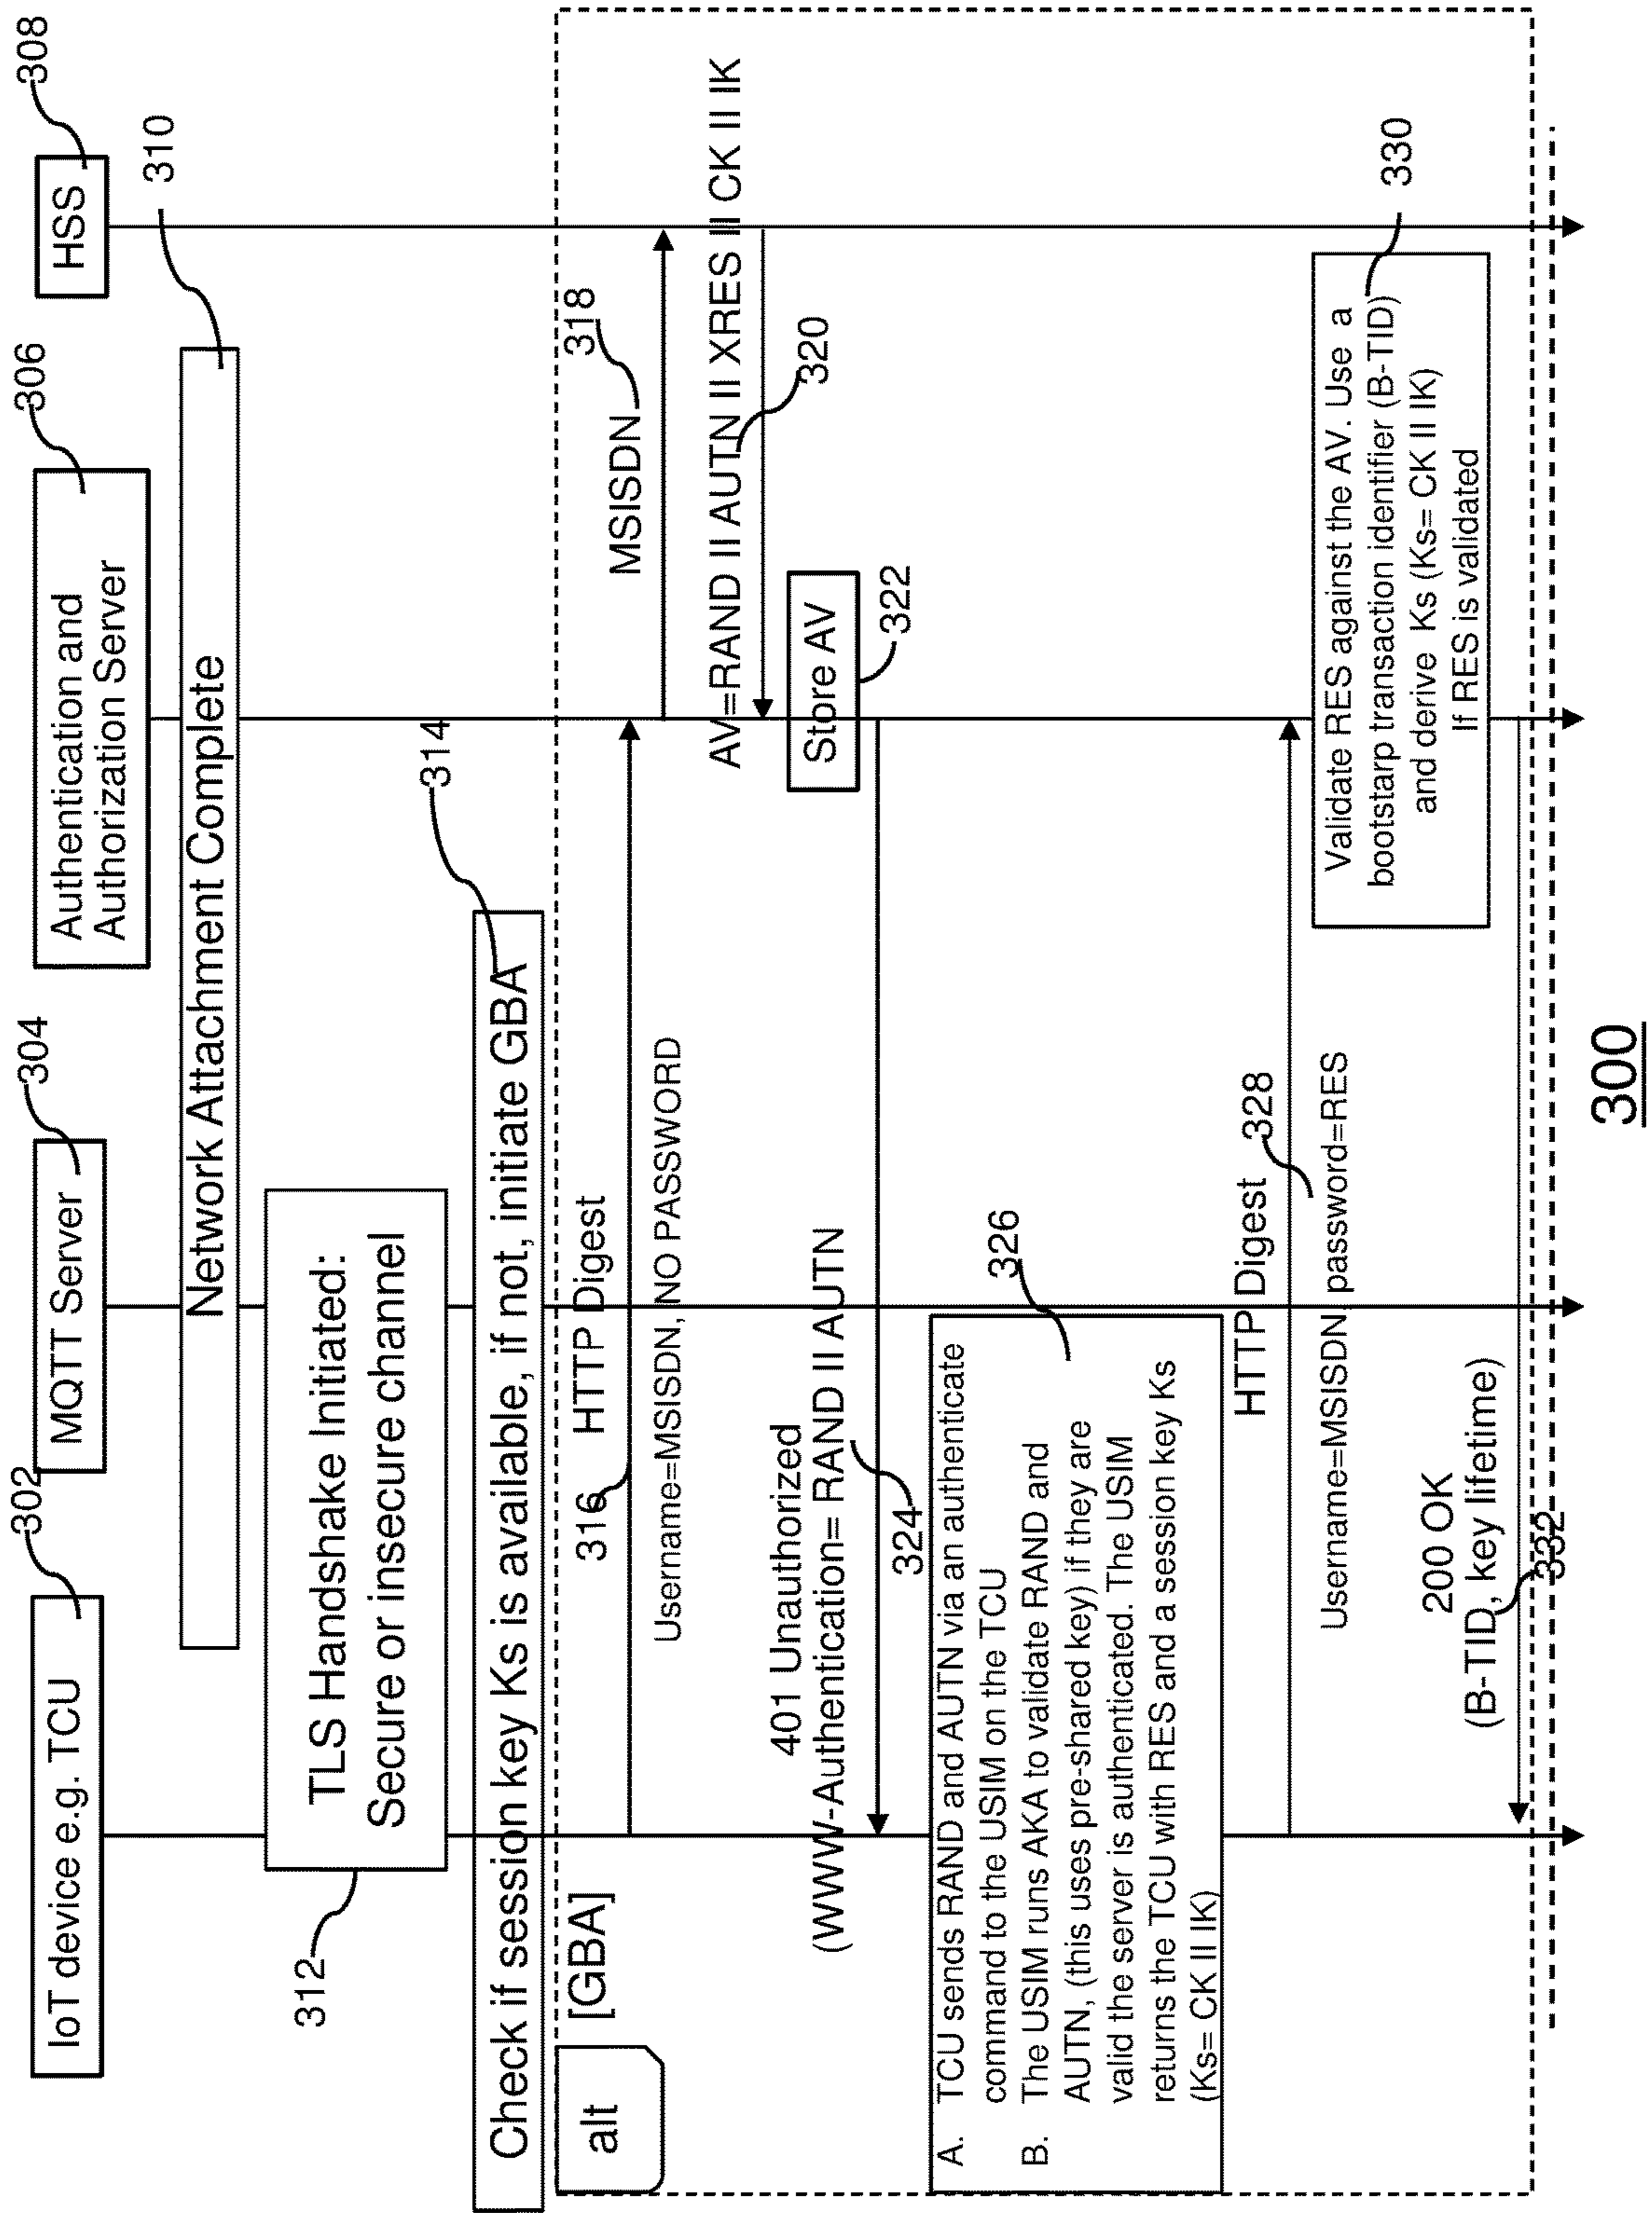 302
304
306
308
IoT device e.g. TCU
MQTT Server
Authentication and
Authorization Server
HSS
310
Network Attachment Complete
TLS Handshake Initiated:
Secure or insecure channel
312
314
Check if session key Ks is available, if not, initiate GBA
alt
[GBA]
316
HTTP Digest
Username=MSISDN, NO PASSWORD
318
MSISDN
AV=RAND II AUTN II XRES III CK II IK
320
Store AV
322
401 Unauthorized
(WWW-Authentication= RAND II AUTN
324
326
A. TCU sends RAND and AUTN via an authenticate
command to the USIM on the TCU
B. The USIM runs AKA to validate RAND and
AUTN, (this uses pre-shared key) if they are
valid the server is authenticated. The USIM
returns the TCU with RES and a session key Ks
(Ks= CK II IK)
HTTP Digest
328
Username=MSISDN, password=RES
330
Validate RES against the AV. Use a
bootstarp transaction identifier (B-TID)
and derive Ks (Ks= CK II IK)
If RES is validated
200 OK
(B-TID, key lifetime)
332
300